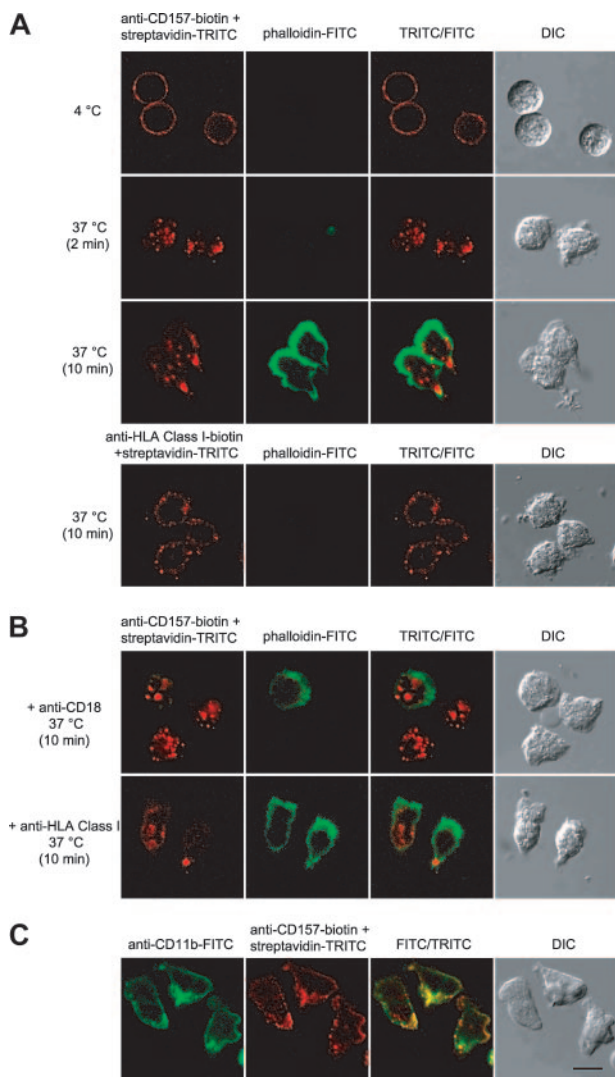 A
anti-CD157-biotin +
streptavidin-TRITC
phalloidin-FITC
TRITC/FITC
DIC
4 °C
37 °C
(2 min)
37 °C
(10 min)
anti-HLA Class I-biotin
+streptavidin-TRITC
phalloidin-FITC
TRITC/FITC
DIC
37 °C
(10 min)
B
anti-CD157-biotin +
streptavidin-TRITC
phalloidin-FITC
TRITC/FITC
DIC
+ anti-CD18
37 °C
(10 min)
+ anti-HLA Class I
37 °C
(10 min)
C
anti-CD11b-FITC
anti-CD157-biotin +
streptavidin-TRITC
FITC/TRITC
DIC